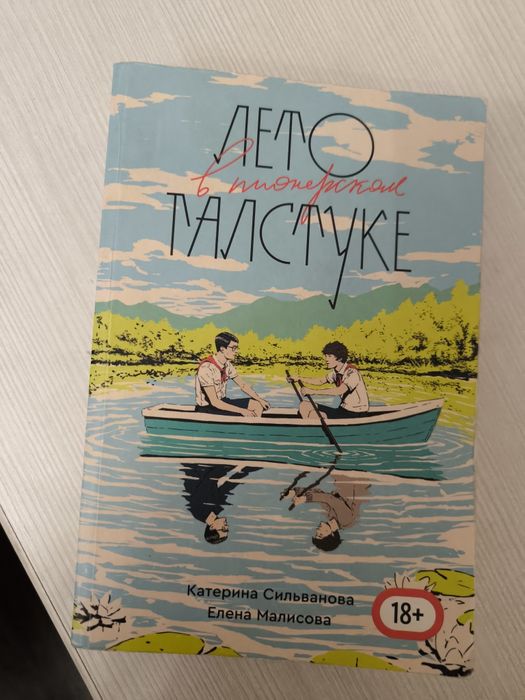 ЛЕТО
в пионерском
ГАЛСТУКЕ
Катерина Сильванова
Елена Малисова
18+